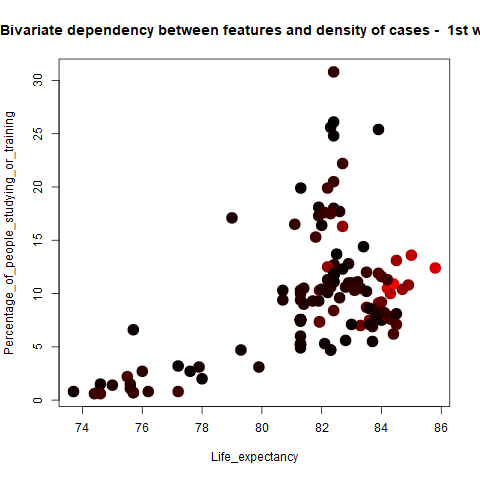 Bivariate dependency between features and density of cases - 1st w
Percentage_of_people_studying_or_training
30
25
20
15
10
5
0
74 76 78 80 82 84 86
Life_expectancy